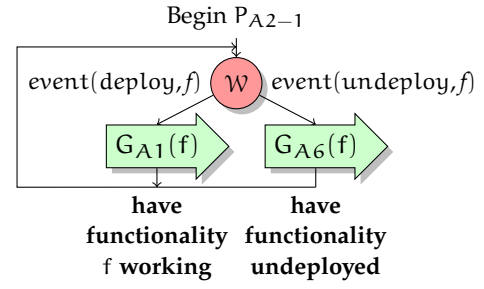 Begin P_{A2−1}
event(deploy,f) 𝒲 event(undeploy,f)
G_{A1}(f) G_{A6}(f)
have have
functionality functionality
f working undeployed